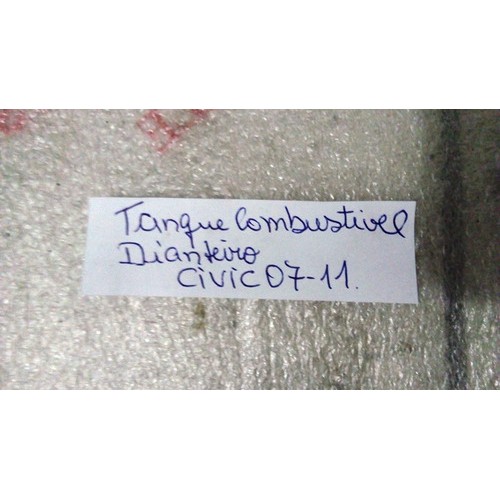 Tanque Combustivel
Dianteiro
CIVIC 07-11.